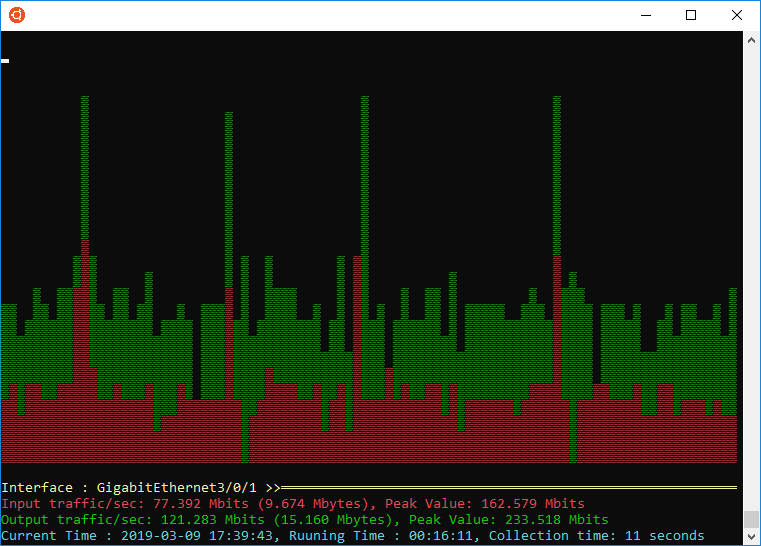 Interface : GigabitEthernet3/0/1 >>
Input traffic/sec: 77.392 Mbits (9.674 Mbytes), Peak Value: 162.579 Mbits
Output traffic/sec: 121.283 Mbits (15.160 Mbytes), Peak Value: 233.518 Mbits
Current Time : 2019-03-09 17:39:43, Ruuning Time : 00:16:11, Collection time: 11 seconds